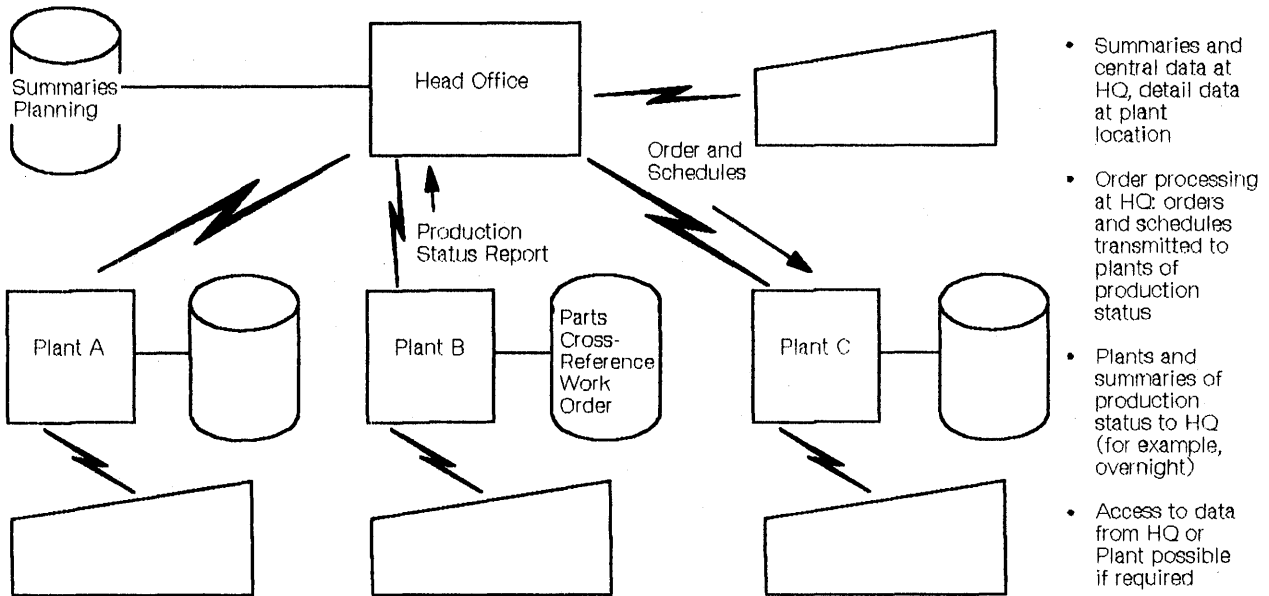 Summaries
Planning
Head Office
Order and
Schedules
Production
Status Report
Plant A
Plant B
Parts
Cross-
Reference
Work
Order
Plant C
• Summaries and
central data at
HQ, detail data
at plant
location
• Order processing
at HQ: orders
and schedules
transmitted to
plants of
production
status
• Plants and
summaries of
production
status to HQ
(for example,
overnight)
• Access to data
from HQ or
Plant possible
if required